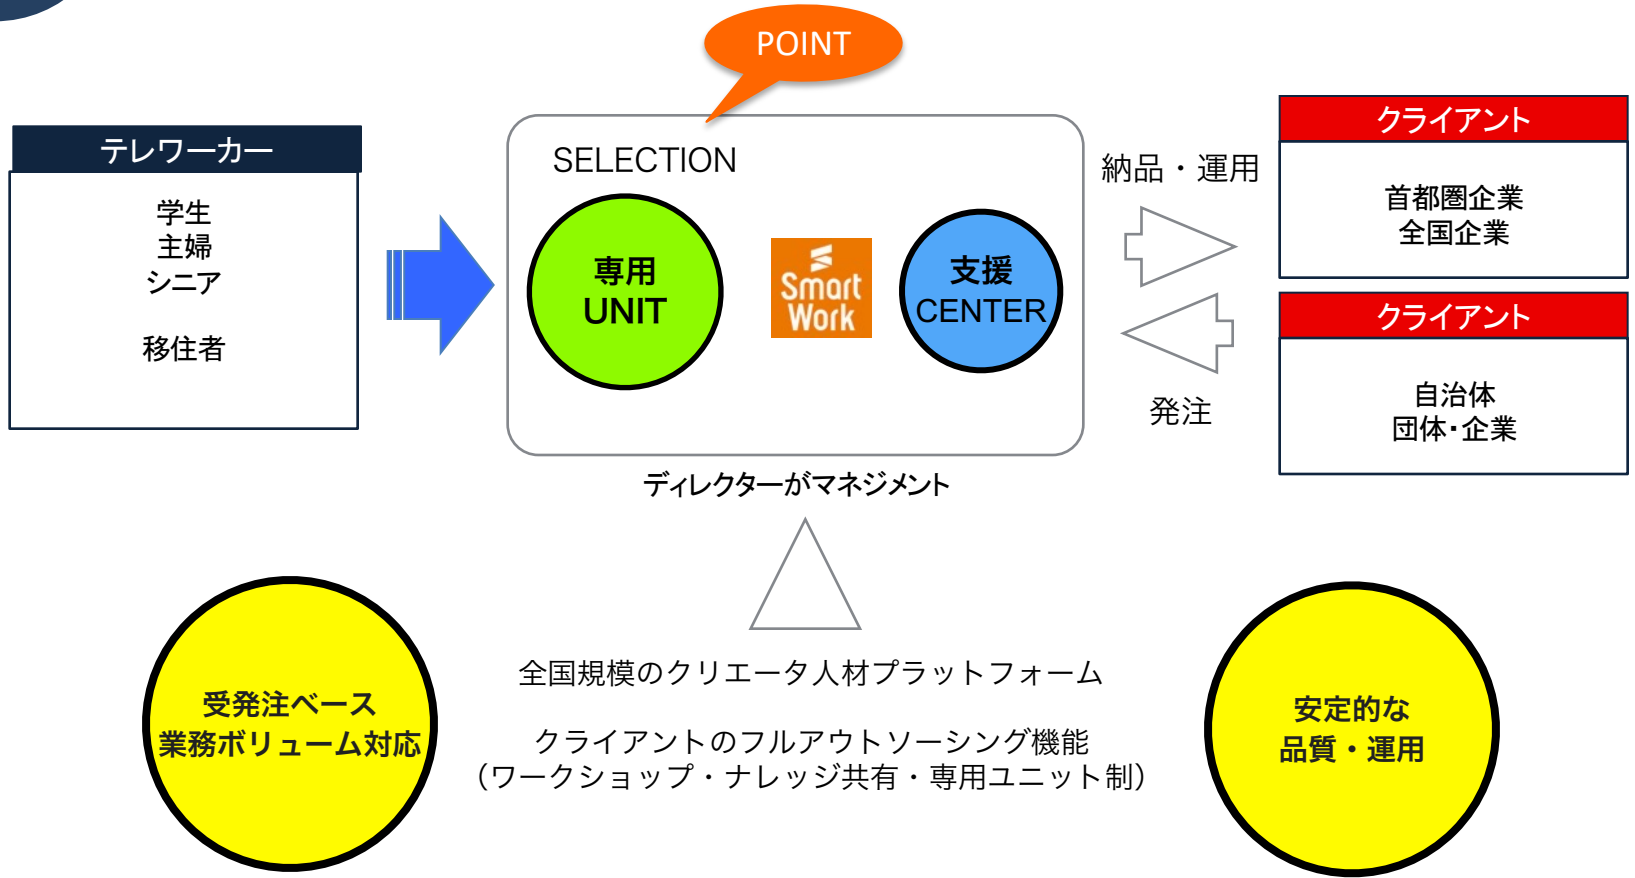 POINT
テレワーカー
学生
主婦
シニア
移住者
SELECTION
専用
UNIT
Smart
Work
支援
CENTER
ディレクターがマネジメント
納品・運用
発注
クライアント
首都圏企業
全国企業
クライアント
自治体
団体・企業
受発注ベース
業務ボリューム対応
全国規模のクリエータ人材プラットフォーム
クライアントのフルアウトソーシング機能
（ワークショップ・ナレッジ共有・専用ユニット制）
安定的な
品質・運用